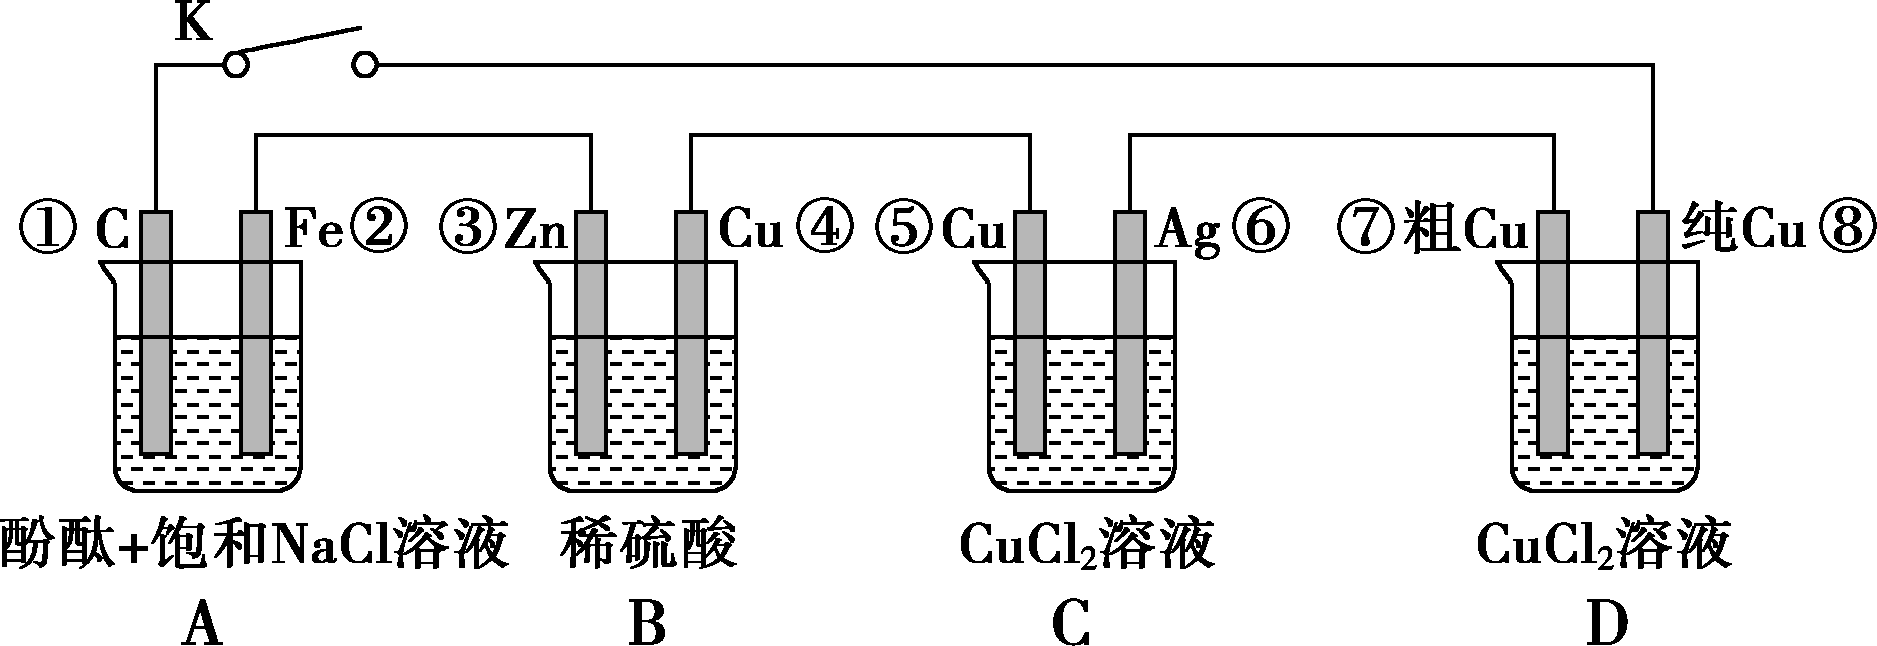 K
① C Fe② ③Zn Cu④ ⑤Cu Ag⑥ ⑦粗Cu 纯Cu⑧
酚酞+饱和NaCl溶液 稀硫酸 CuCl₂溶液 CuCl₂溶液
A B C D